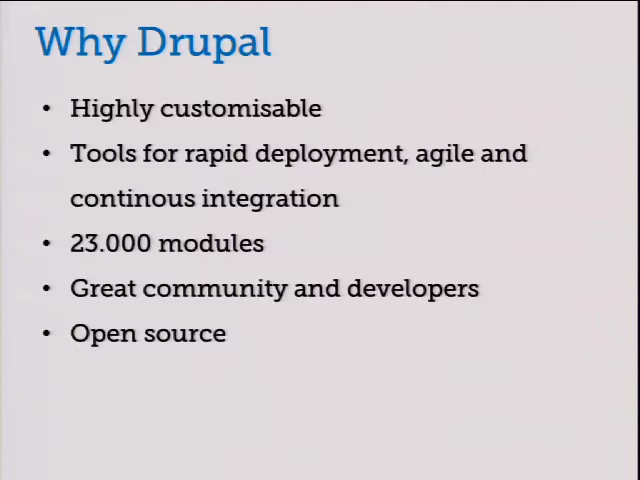 Why Drupal
• Highly customisable
• Tools for rapid deployment, agile and
continous integration
• 23.000 modules
• Great community and developers
• Open source